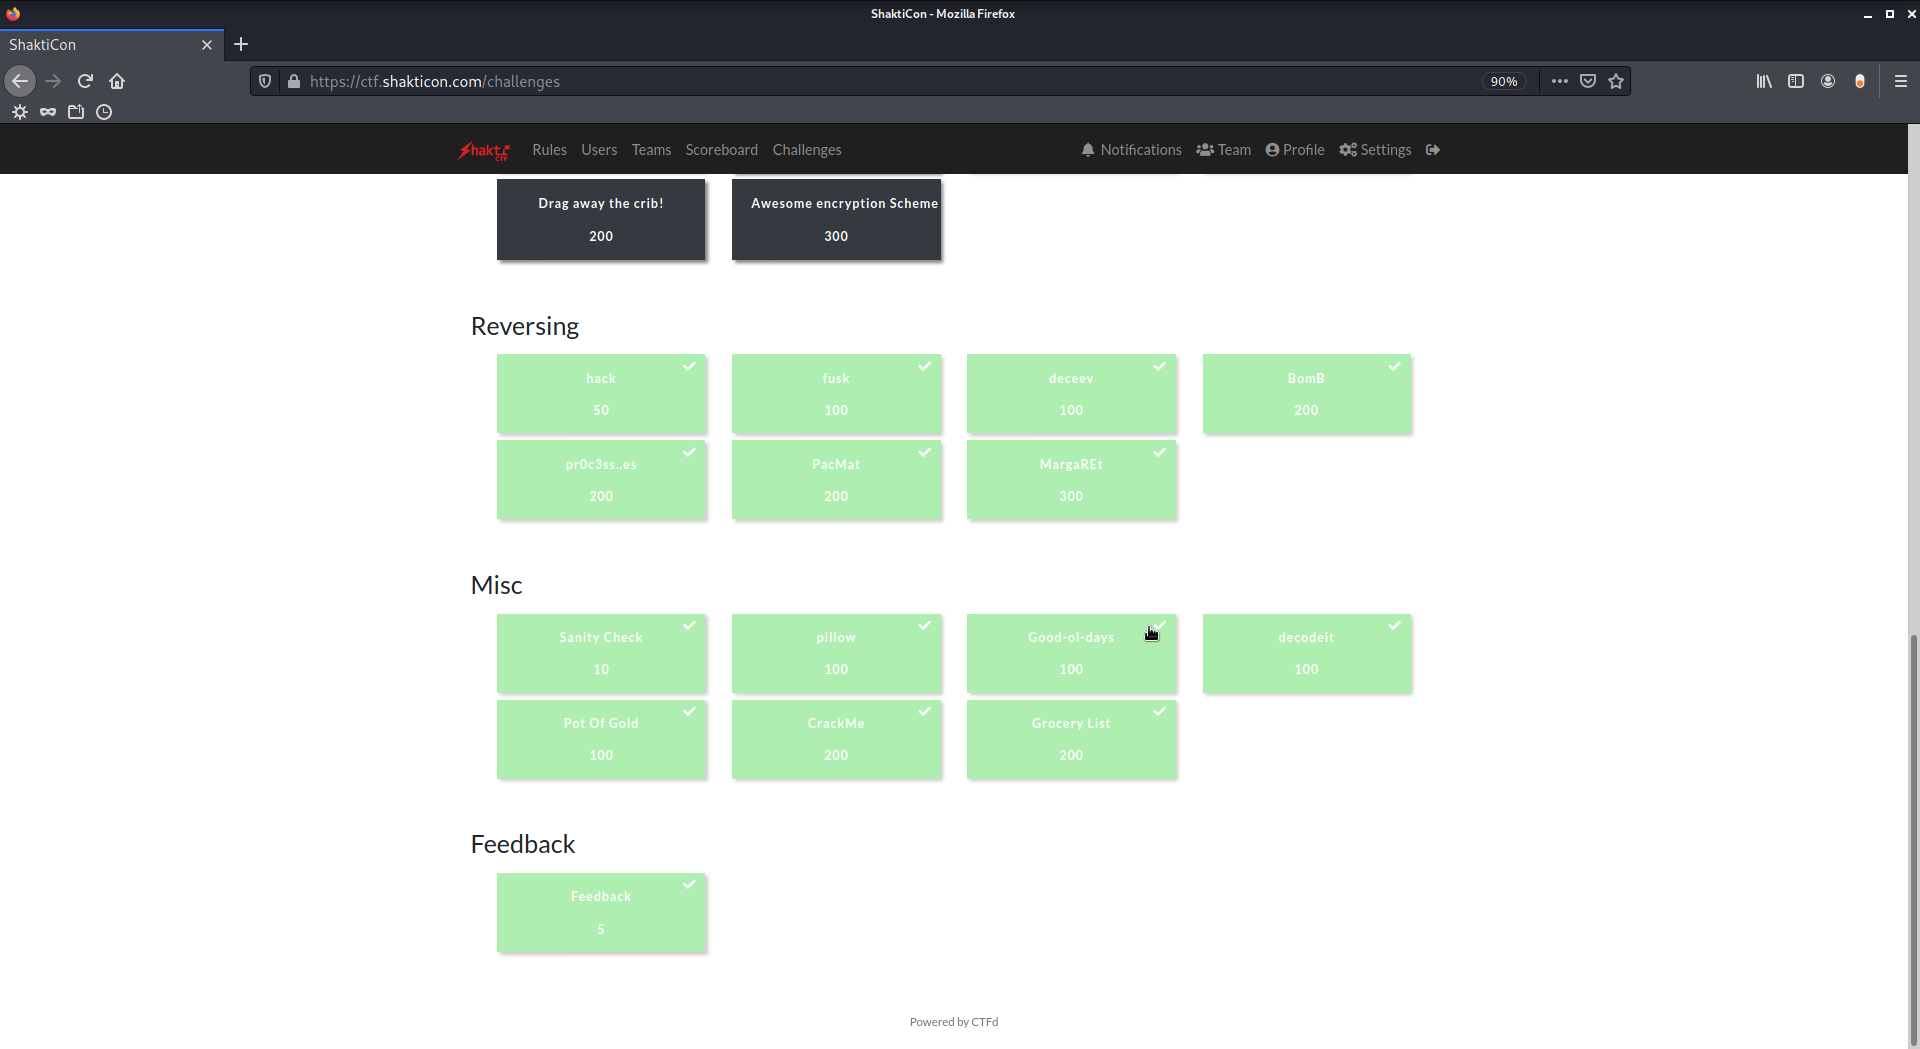 ShaktiCon - Mozilla Firefox
ShaktiCon
https://ctf.shakticon.com/challenges
90%
Shakti CTF Rules Users Teams Scoreboard Challenges Notifications Team Profile Settings
Drag away the crib! Awesome encryption Scheme
200 300
Reversing
hack fusk deceev BomB
50 100 100 200
pr0c3ss..es PacMat MargaREt
200 200 300
Misc
Sanity Check pillow Good-ol-days decodeit
10 100 100 100
Pot Of Gold CrackMe Grocery List
100 200 200
Feedback
Feedback
5
Powered by CTFd